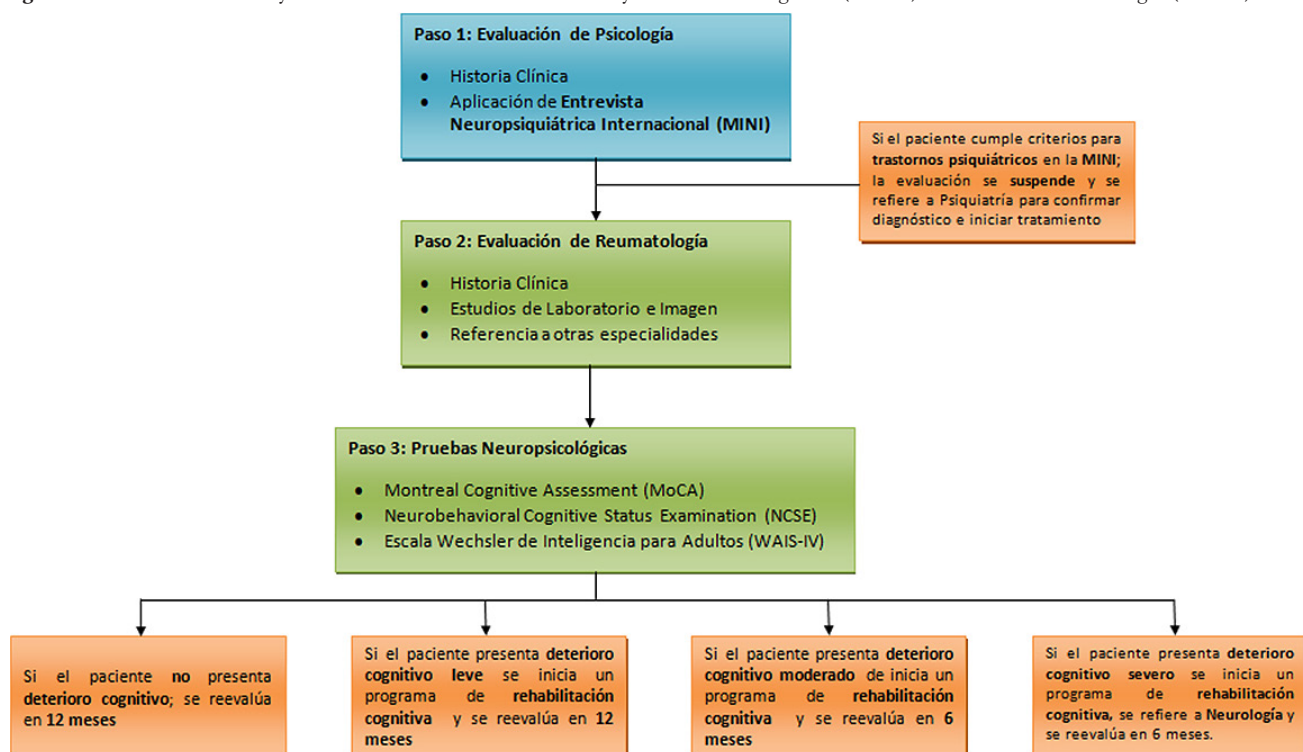 Paso 1: Evaluación de Psicología
• Historia Clínica
• Aplicación de Entrevista
Neuropsiquiátrica Internacional (MINI)
Si el paciente cumple criterios para
trastornos psiquiátricos en la MINI;
la evaluación se suspende y se
refiere a Psiquiatría para confirmar
diagnóstico e iniciar tratamiento
Paso 2: Evaluación de Reumatología
• Historia Clínica
• Estudios de Laboratorio e Imagen
• Referencia a otras especialidades
Paso 3: Pruebas Neuropsicológicas
• Montreal Cognitive Assessment (MoCA)
• Neurobehavioral Cognitive Status Examination (NCSE)
• Escala Wechsler de Inteligencia para Adultos (WAIS-IV)
Si el paciente no presenta
deterioro cognitivo; se reevalúa
en 12 meses
Si el paciente presenta deterioro
cognitivo leve se inicia un
programa de rehabilitación
cognitiva y se reevalúa en 12
meses
Si el paciente presenta deterioro
cognitivo moderado de inicia un
programa de rehabilitación
cognitiva y se reevalúa en 6
meses
Si el paciente presenta deterioro
cognitivo severo se inicia un
programa de rehabilitación
cognitiva, se refiere a Neurología y
se reevalúa en 6 meses.